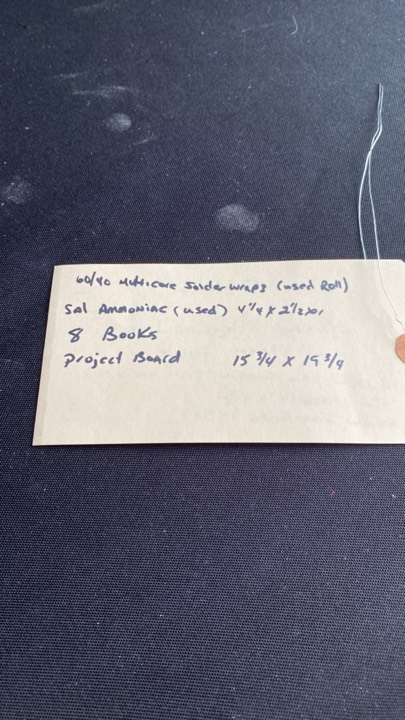 60/40 Multicore Solder wraps (used Roll)
Sal Ammoniac (used) 4 1/4 x 2 1/2 x 1
8 Books
Project Board 15 3/4 x 19 3/4